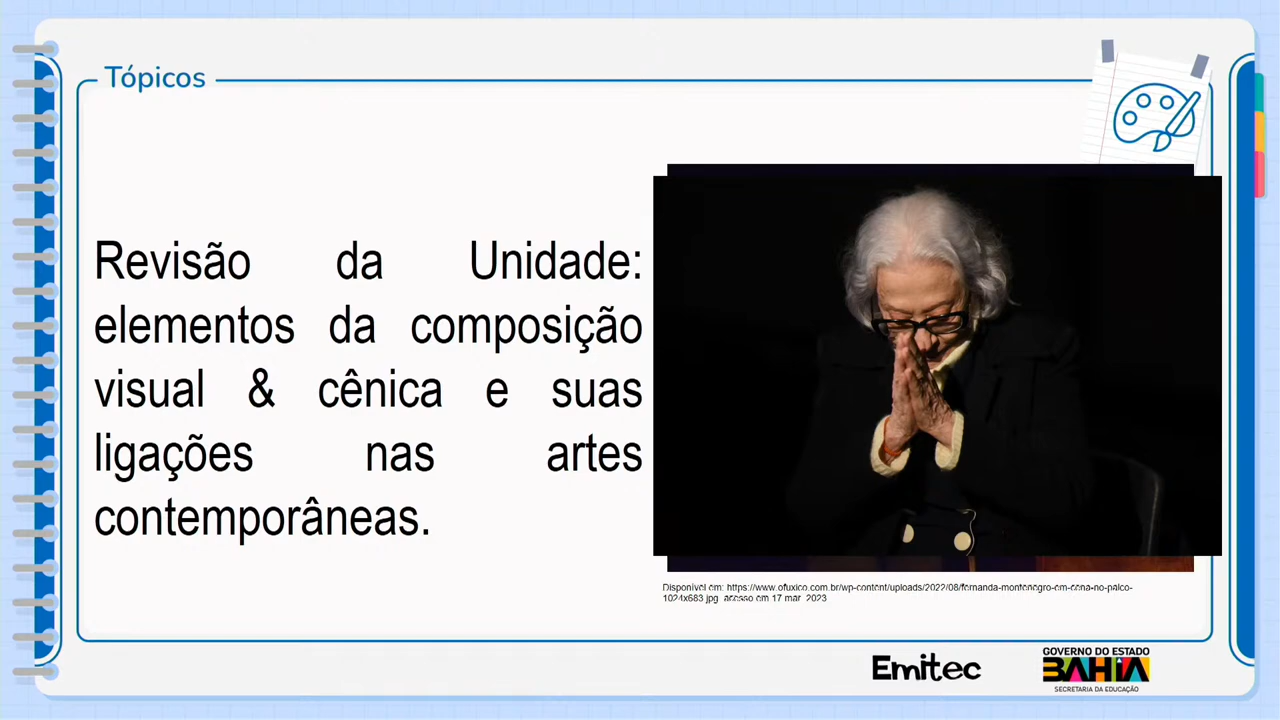 Tópicos
Revisão da Unidade:
elementos da composição
visual & cênica e suas
ligações nas artes
contemporâneas.
Disponível em: https://www.ofuxico.com.br/wp-content/uploads/2022/08/fernanda-montenegro-em-cena-no-palco-
1024x683.jpg acesso em 17 mar 2023
Emitec
GOVERNO DO ESTADO
BAHIA
SECRETARIA DA EDUCAÇÃO